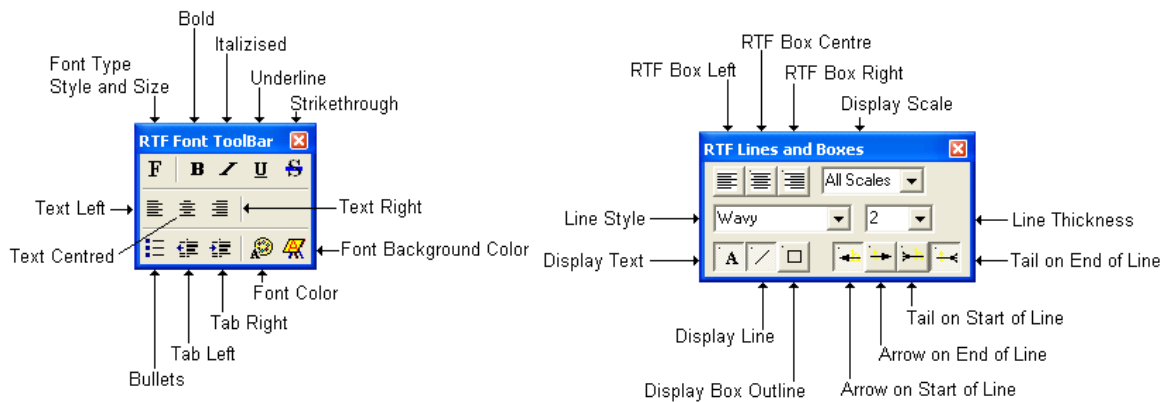 Bold
Italizised
Font Type
Style and Size
Underline
Strikethrough
RTF Font ToolBar
F B I U S
Text Left
Text Right
Text Centred
Font Background Color
A
Font Color
Tab Right
Tab Left
Bullets
RTF Box Centre
RTF Box Left
RTF Box Right
Display Scale
RTF Lines and Boxes
All Scales
Line Style
Wavy
2
Line Thickness
Display Text
A
Tail on End of Line
Tail on Start of Line
Display Line
Arrow on End of Line
Display Box Outline
Arrow on Start of Line